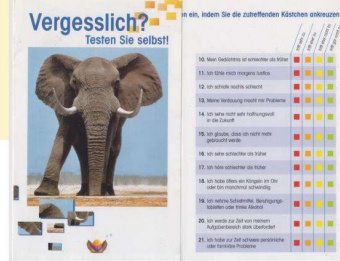 Vergesslich?
Testen Sie selbst!
n ein, indem Sie die zutreffenden Kästchen ankreuzen
10. Mein Gedächtnis ist schlechter als früher
11. Ich fühle mich morgens lustlos
12. Ich schlafe nachts schlecht
13. Meine Verdauung macht mir Probleme
14. Ich sehe nicht sehr hoffnungsvoll
in die Zukunft
15. Ich glaube, dass ich nicht mehr
gebraucht werde
16. Ich sehe schlechter als früher
17. Ich höre schlechter als früher
18. Ich habe öfters ein Klingeln im Ohr
oder bin manchmal schwindlig
19. Ich nehme Schlafmittel, Beruhigungs-
tabletten oder trinke Alkohol
20. Ich werde zur Zeit von meinem
Aufgabenbereich stark überfordert
21. Ich habe zur Zeit schwere persönliche
oder familiäre Probleme